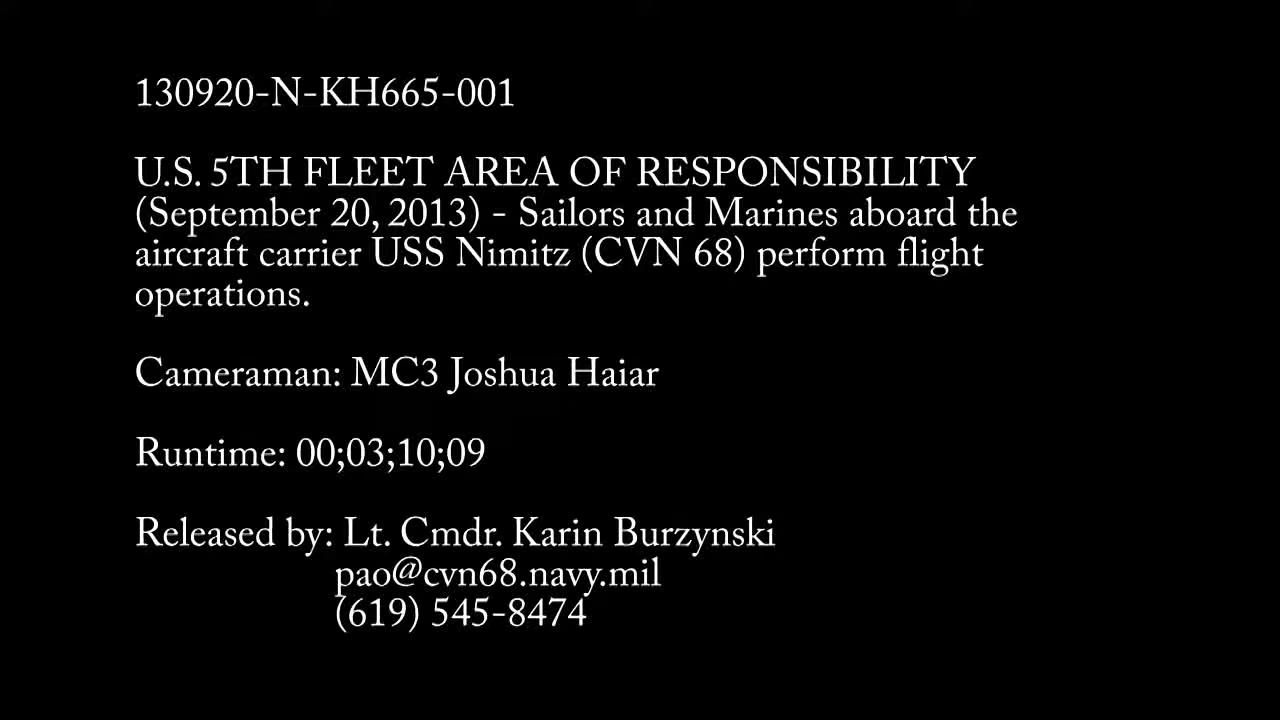 130920-N-KH665-001
U.S. 5TH FLEET AREA OF RESPONSIBILITY
(September 20, 2013) - Sailors and Marines aboard the
aircraft carrier USS Nimitz (CVN 68) perform flight
operations.
Cameraman: MC3 Joshua Haiar
Runtime: 00;03;10;09
Released by: Lt. Cmdr. Karin Burzynski
pao@cvn68.navy.mil
(619) 545-8474